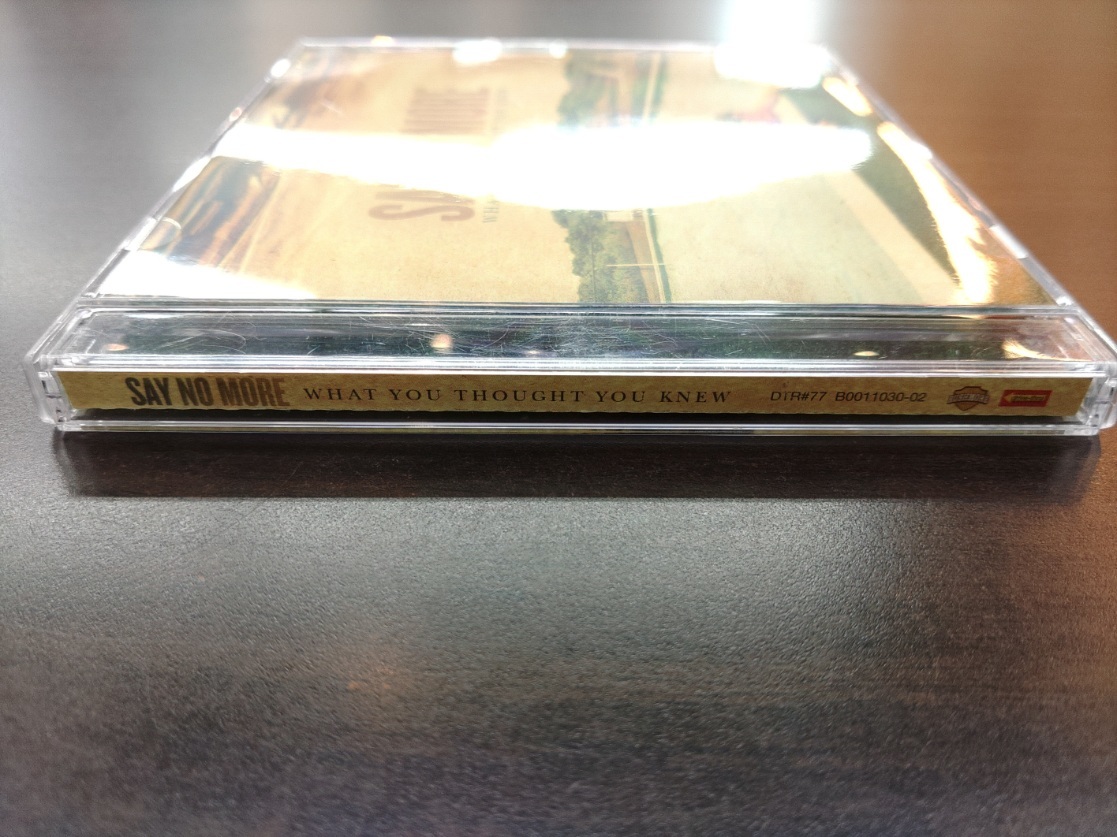 SAY NO MORE WHAT YOU THOUGHT YOU KNEW DTR#77 B0011030-02